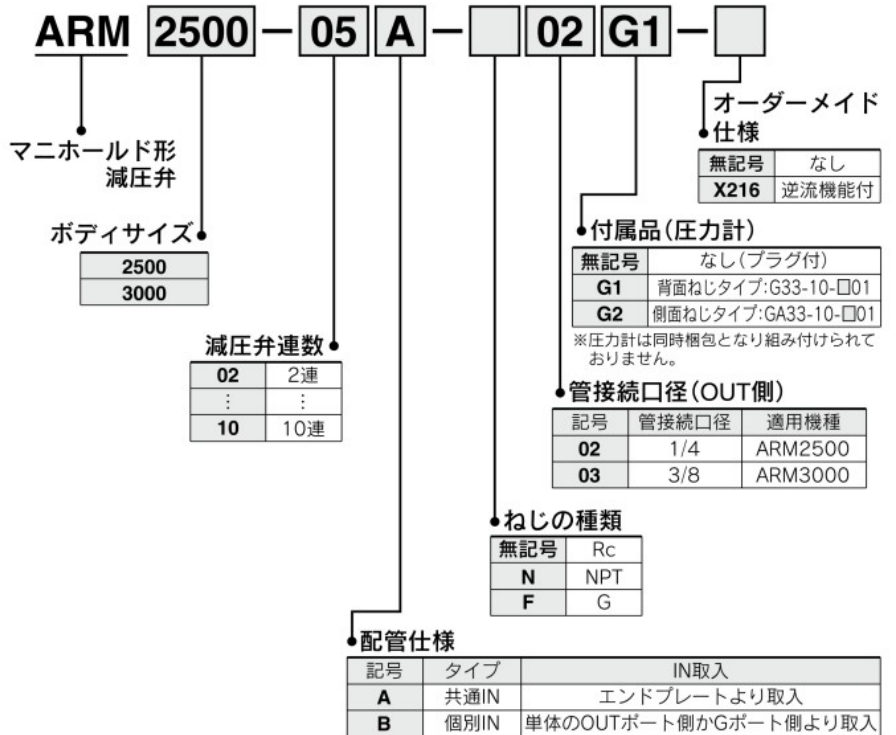 ARM 2500 - 05 A - □ 02 G1 - □
マニホールド形
減圧弁
オーダーメイド
仕様
無記号 なし
X216 逆流機能付
ボディサイズ
2500
3000
付属品(圧力計)
無記号 なし(プラグ付)
G1 背面ねじタイプ:G33-10-□01
G2 側面ねじタイプ:GA33-10-□01
※圧力計は同時梱包となり組み付けられて
おりません。
減圧弁連数
02 2連
⋮ ⋮
10 10連
管接続口径(OUT側)
記号 管接続口径 適用機種
02 1/4 ARM2500
03 3/8 ARM3000
ねじの種類
無記号 Rc
N NPT
F G
配管仕様
記号 タイプ IN取入
A 共通IN エンドプレートより取入
B 個別IN 単体のOUTポート側かGポート側より取入